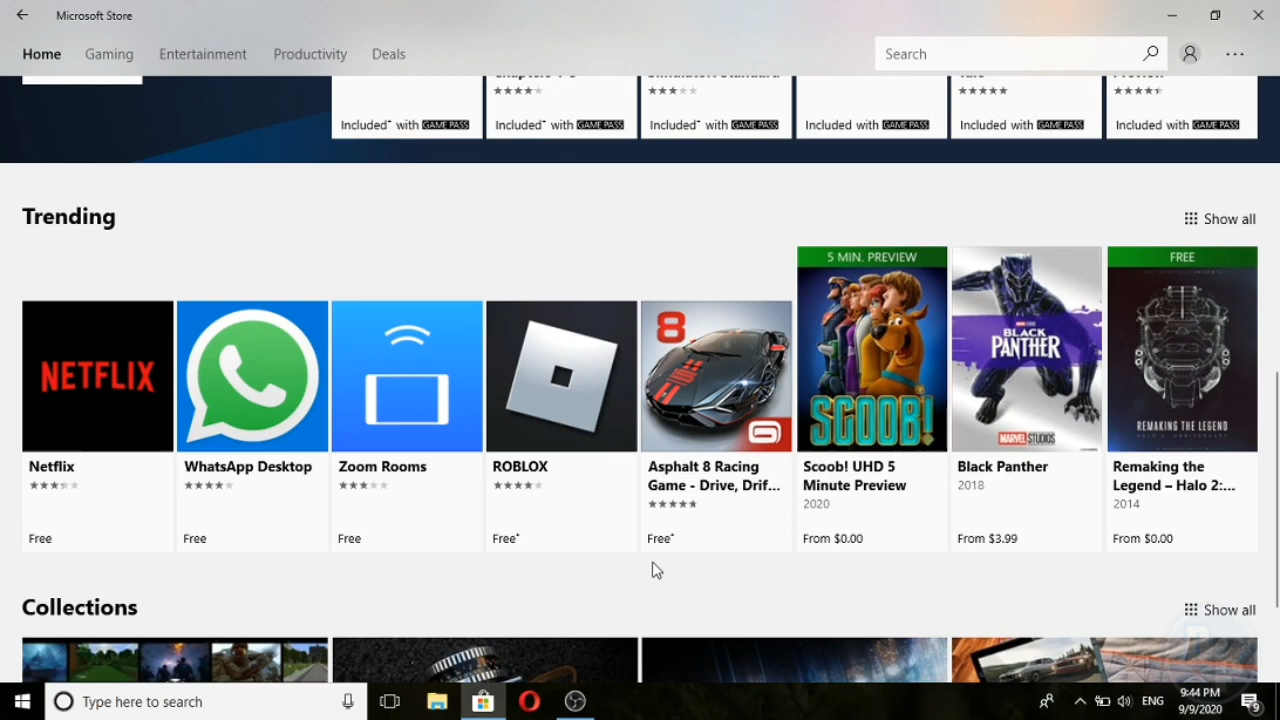 Microsoft Store
Home Gaming Entertainment Productivity Deals
Search
Included⁺ with GAME PASS
Included⁺ with GAME PASS
Included⁺ with GAME PASS
Included with GAME PASS
Included with GAME PASS
Included with GAME PASS
Trending
Show all
NETFLIX
Netflix
Free
WhatsApp Desktop
Free
Zoom Rooms
Free
ROBLOX
Free⁺
8
Asphalt 8 Racing
Game - Drive, Drif...
Free⁺
5 MIN. PREVIEW
SCOOB!
Scoob! UHD 5
Minute Preview
2020
From $0.00
BLACK
PANTHER
MARVEL STUDIOS
Black Panther
2018
From $3.99
FREE
REMAKING THE LEGEND
Remaking the
Legend – Halo 2:...
2014
From $0.00
Collections
Show all
Type here to search
ENG
9:44 PM
9/9/2020
9